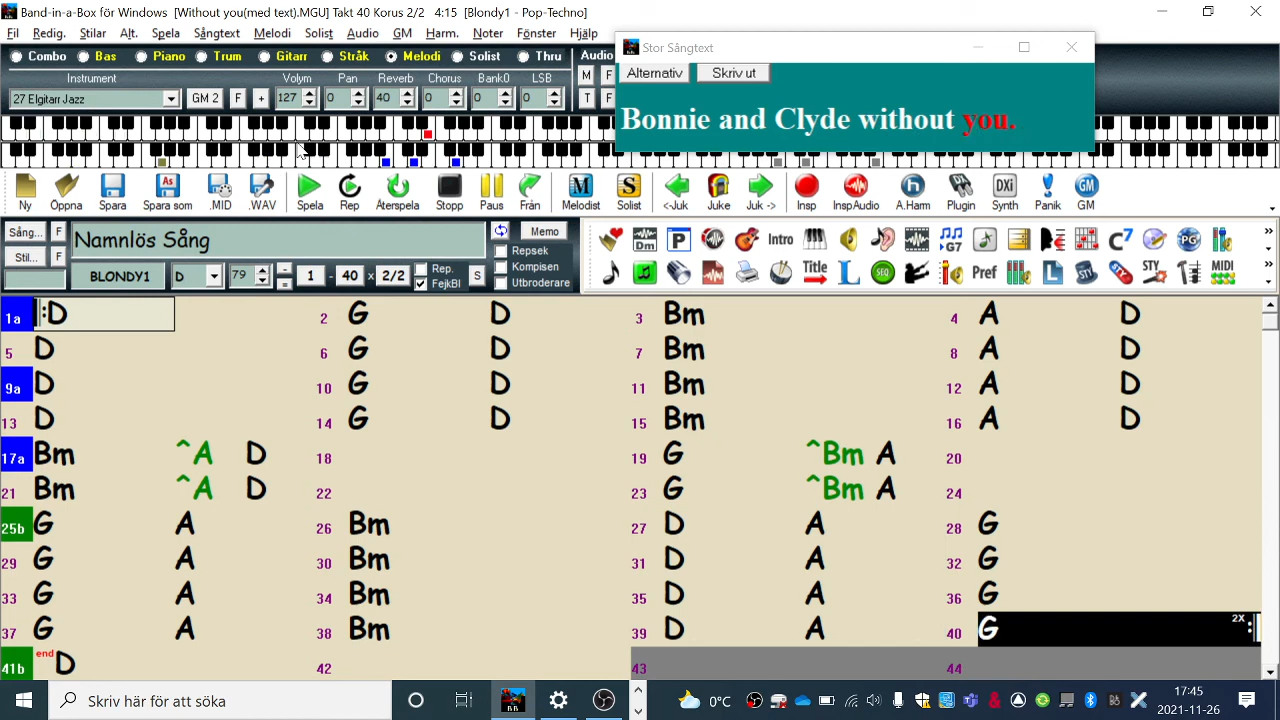 Band-in-a-Box för Windows [Without you(med text).MGU] Takt 40 Korus 2/2 4:15 [Blondy1 - Pop-Techno]
Fil Redig. Stilar Alt. Spela Sångtext Melodi Solist Audio GM Harm. Noter Fönster Hjälp
Stor Sångtext
Combo Bas Piano Trum Gitarr Stråk Melodi Solist Thru Audio
Alternativ Skriv ut
Instrument Volym Pan Reverb Chorus Bank0 LSB M F
27 Elgitarr Jazz GM 2 F + 127 0 40 0 0 0 T F
Bonnie and Clyde without you.
Ny Öppna Spara Spara som .MID .WAV Spela Rep Återspela Stopp Paus Från Melodist Solist <-Juk Juke Juk -> Insp InspAudio A.Harm Plugin Synth Panik GM
Sång... F Namnlös Sång Memo
Stil... F Repsek
Kompisen
Utbroderare
BLONDY1 D 79 1 - 40 x 2/2 Rep. S
FejkBl
Dm P Intro G7 C7 PG
Title L SEQ Pref L STY MIDI
1a :D 2 G D 3 Bm 4 A D
5 D 6 G D 7 Bm 8 A D
9a D 10 G D 11 Bm 12 A D
13 D 14 G D 15 Bm 16 A D
17a Bm ^A D 18 19 G ^Bm A 20
21 Bm ^A D 22 23 G ^Bm A 24
25b G A 26 Bm 27 D A 28 G
29 G A 30 Bm 31 D A 32 G
33 G A 34 Bm 35 D A 36 G
37 G A 38 Bm 39 D A 40 G 2X :
41b end D 42 43 44
Skriv här för att söka 0°C 17:45
2021-11-26